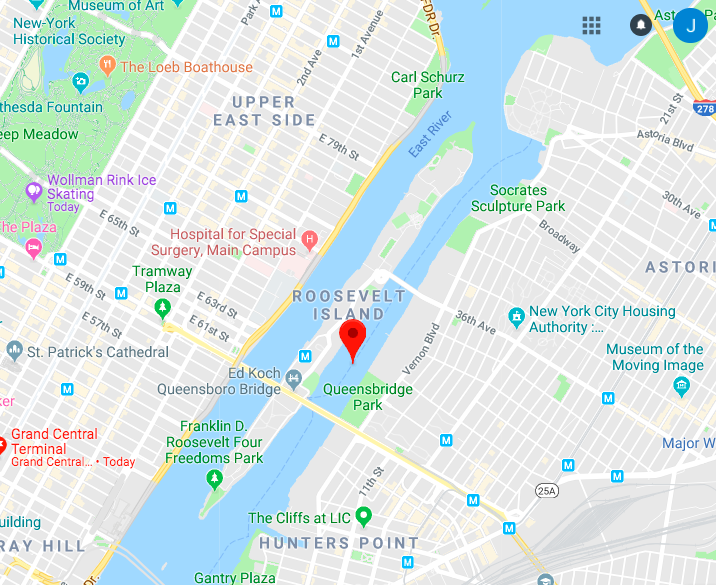 Museum of Art
New-York
Historical Society
Park A
2nd Ave
1st Avenue
FDR Dr.
J
The Loeb Boathouse
Carl Schurz
Park
278
21st St
thesda Fountain
UPPER
EAST SIDE
East River
Astoria Blvd
eep Meadow
E 79th St
Wollman Rink Ice
Skating
Today
Socrates
Sculpture Park
30th Ave
E 65th St
The Plaza
Hospital for Special
Surgery, Main Campus
H
Broadway
ASTORI
Tramway
Plaza
E 59th St
E 63rd St
ROOSEVELT
ISLAND
E 57th St
E 61st St
36th Ave
New York City Housing
Authority :...
St. Patrick's Cathedral
Vernon Blvd
Museum of the
Moving Image
Ed Koch
Queensboro Bridge
Queensbridge
Park
Grand Central
Terminal
Grand Central... • Today
Franklin D.
Roosevelt Four
Freedoms Park
Major W
11th St
25A
The Cliffs at LIC
uilding
RAY HILL
HUNTERS POINT
Gantry Plaza
Dr.